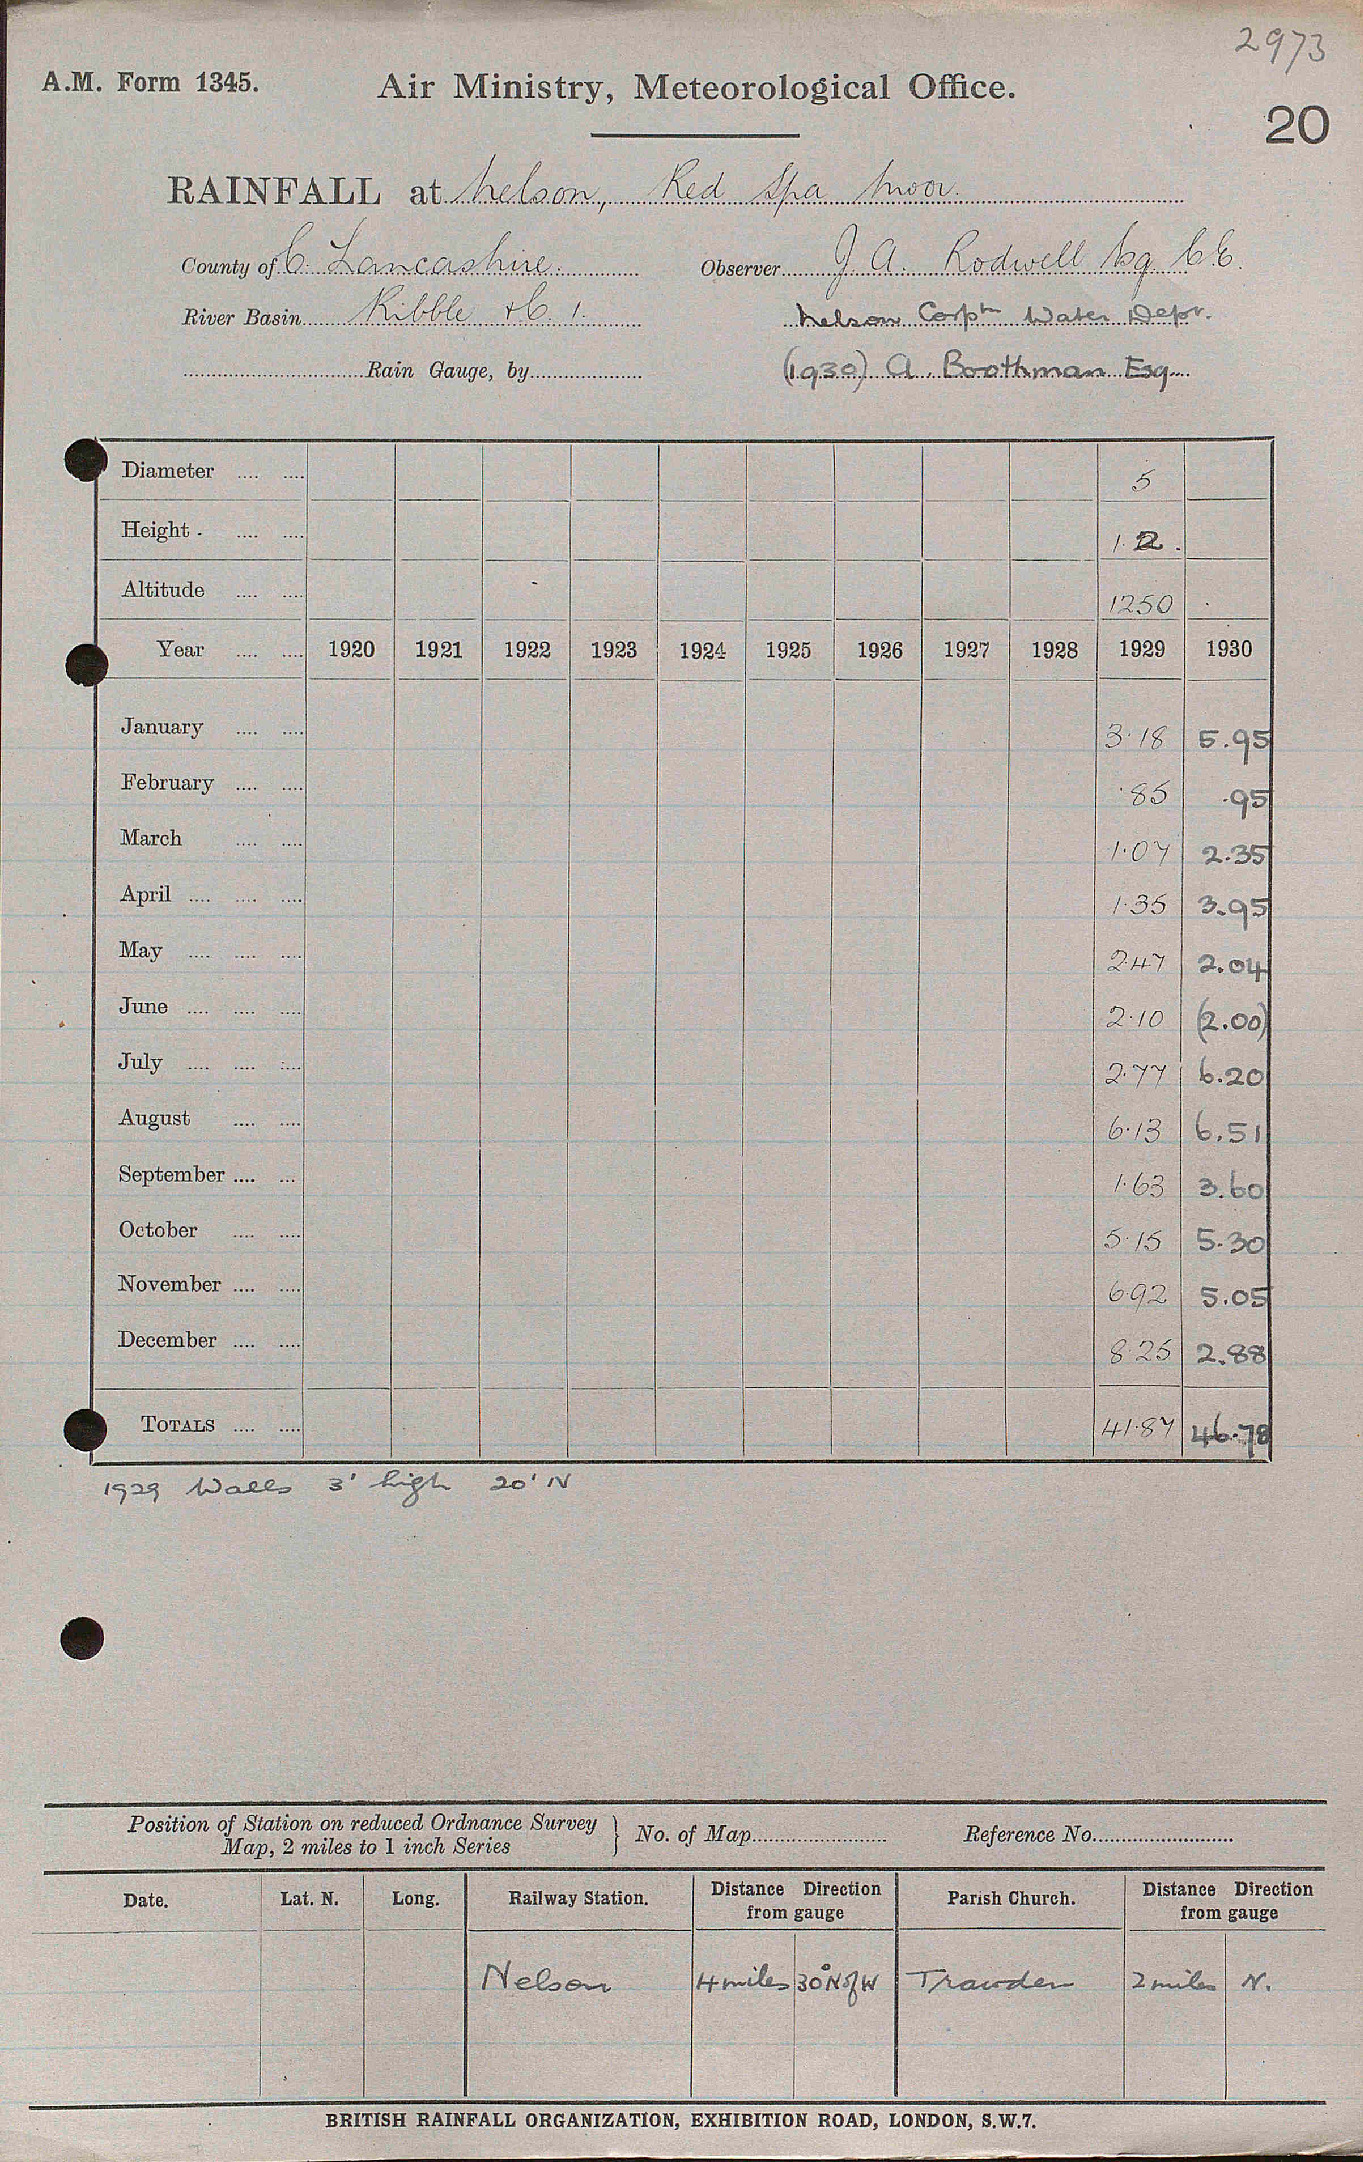 2973
A.M. Form 1345. Air Ministry, Meteorological Office.
20
RAINFALL at Nelson, Red Spa Moor.
County of C. Lancashire. Observer J. A. Rodwell Esq C.E.
River Basin Ribble &C. 1. Nelson Corpn Water Dept.
Rain Gauge, by (1930) A. Boothman Esq
Diameter .... .... 5
Height . .... .... 1. 2.
Altitude .... .... 1250
Year .... .... 1920 1921 1922 1923 1924 1925 1926 1927 1928 1929 1930
January .... .... 3.18 5.95
February .... .... .85 .95
March .... .... 1.07 2.35
April .... .... .... 1.35 3.95
May .... .... .... 2.47 2.04
June .... .... .... 2.10 (2.00)
July .... .... .... 2.77 6.20
August .... .... 6.13 6.51
September .... ... 1.63 3.60
October .... .... 5.15 5.30
November .... .... 6.92 5.05
December .... .... 8.25 2.88
TOTALS .... .... 41.87 46.78
1929 Walls 3' high 20' N
Position of Station on reduced Ordnance Survey
Map, 2 miles to 1 inch Series } No. of Map Reference No.
Date. Lat. N. Long. Railway Station. Distance Direction from gauge Parish Church. Distance Direction from gauge
Nelson 4 miles 30° N of W Trawden 2 miles N.
BRITISH RAINFALL ORGANIZATION, EXHIBITION ROAD, LONDON, S.W.7.